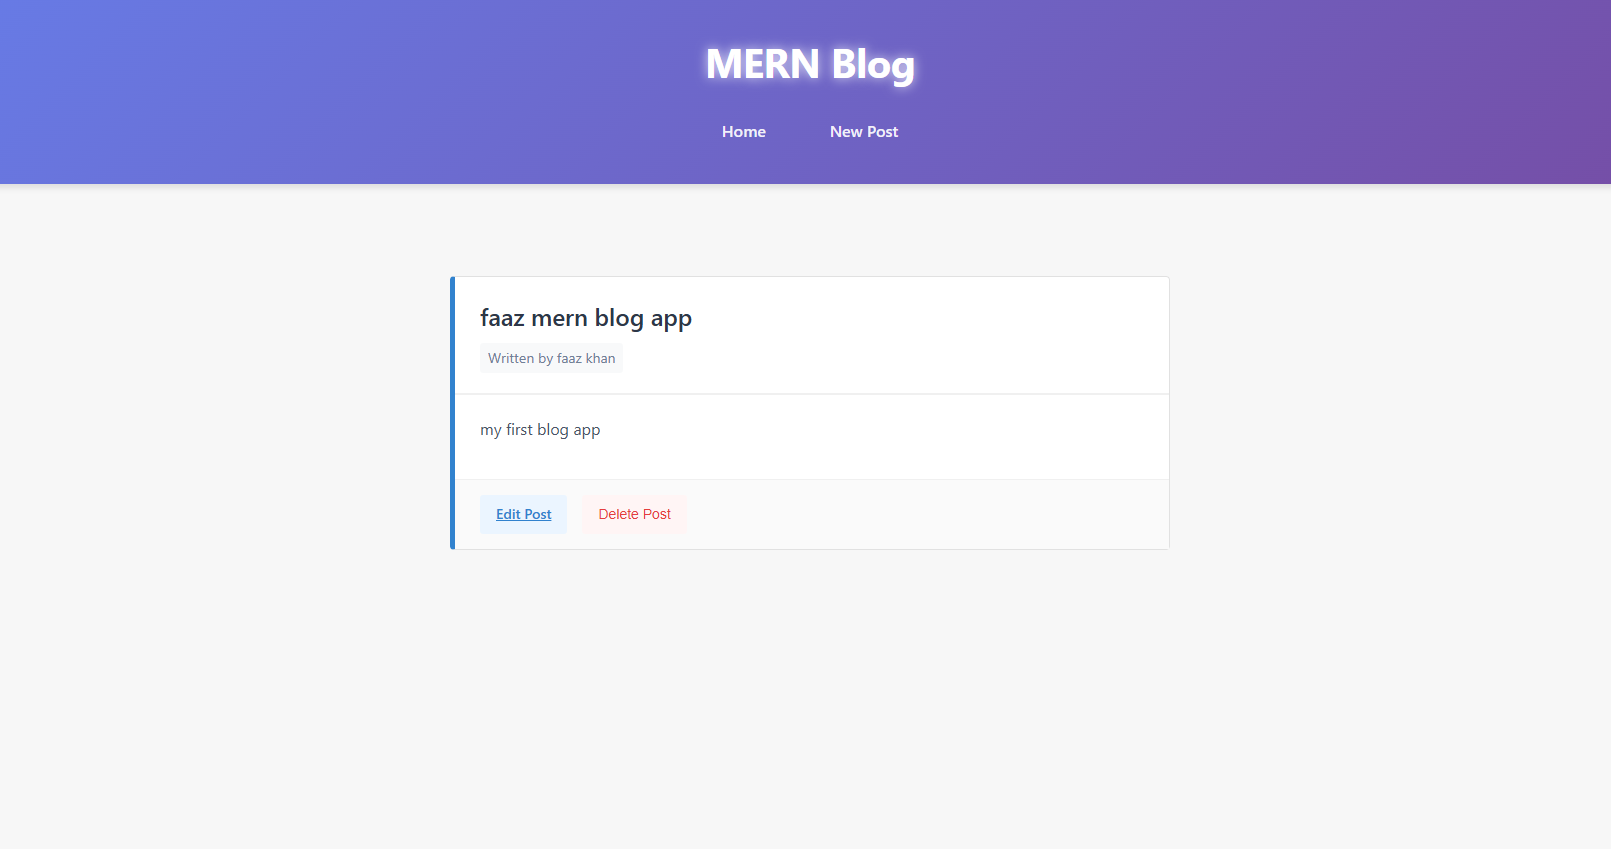 MERN Blog
Home New Post
faaz mern blog app
Written by faaz khan
my first blog app
Edit Post Delete Post